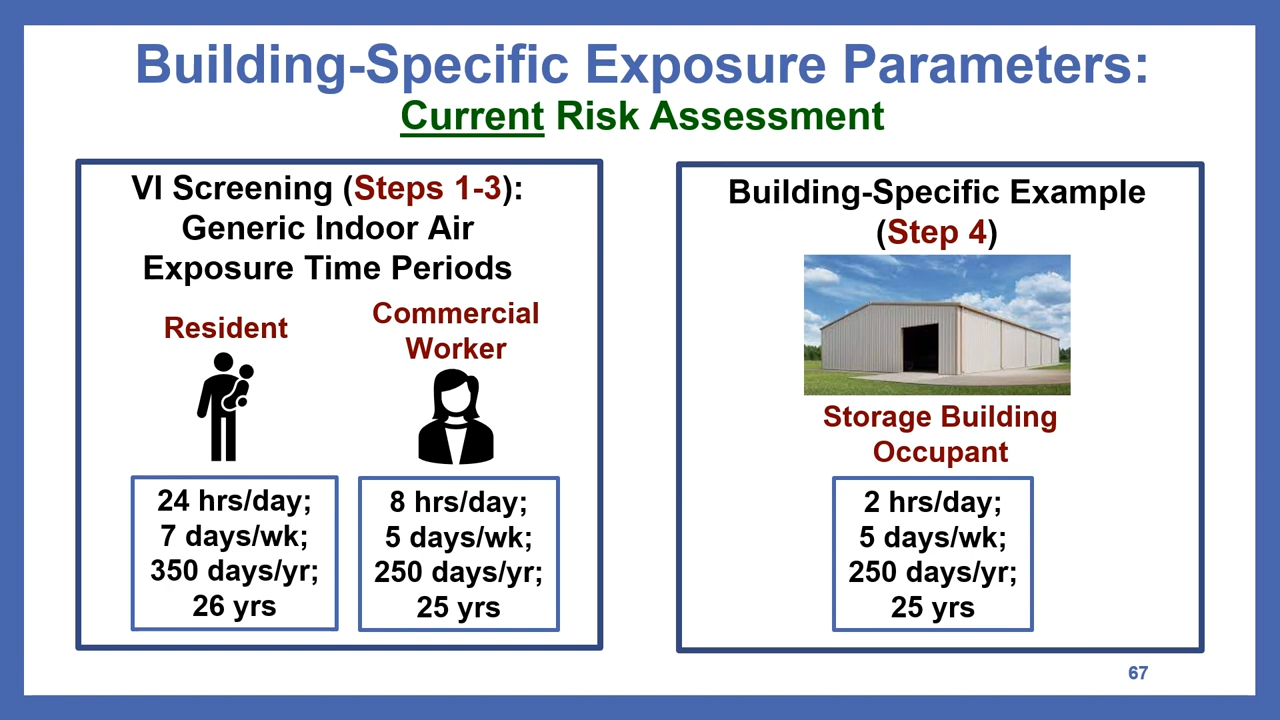 Building-Specific Exposure Parameters:
Current Risk Assessment
VI Screening (Steps 1-3):
Generic Indoor Air
Exposure Time Periods
Resident
24 hrs/day;
7 days/wk;
350 days/yr;
26 yrs
Commercial
Worker
8 hrs/day;
5 days/wk;
250 days/yr;
25 yrs
Building-Specific Example
(Step 4)
Storage Building
Occupant
2 hrs/day;
5 days/wk;
250 days/yr;
25 yrs
67